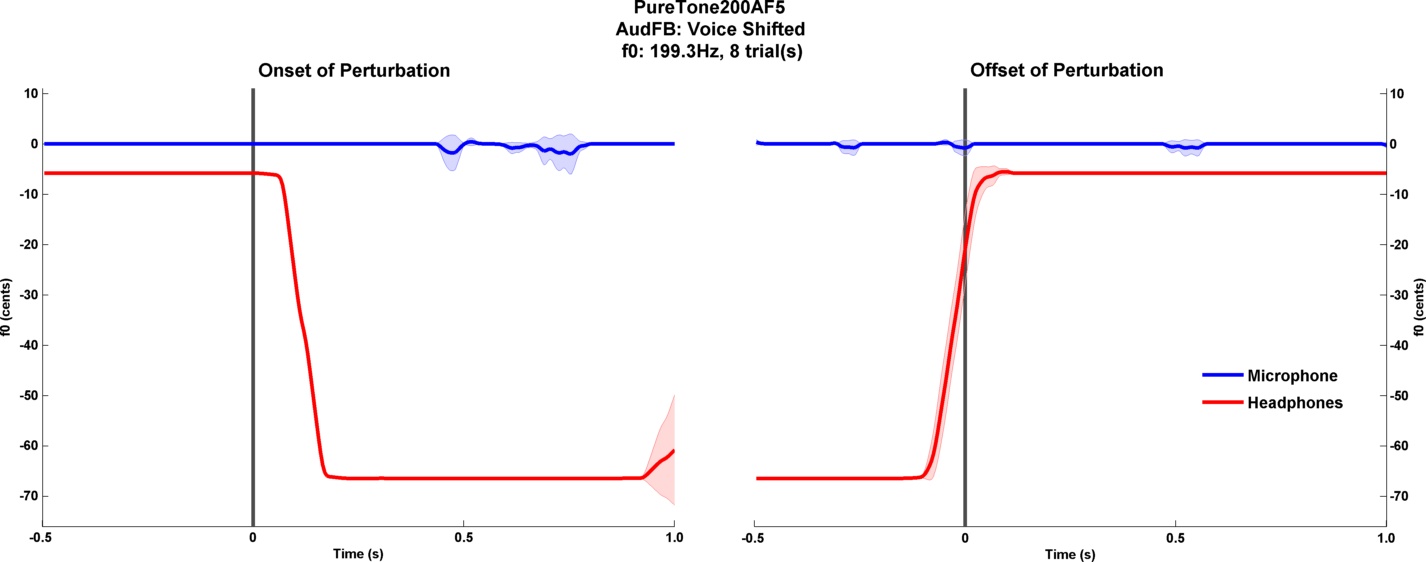 PureTone200AF5
AudFB: Voice Shifted
f0: 199.3Hz, 8 trial(s)
Onset of Perturbation
10
0
-10
-20
-30
-40
-50
-60
-70
f0 (cents)
-0.5
0
0.5
1.0
Time (s)
Offset of Perturbation
10
0
-10
-20
-30
-40
-50
-60
-70
f0 (cents)
Microphone
Headphones
-0.5
0
0.5
1.0
Time (s)